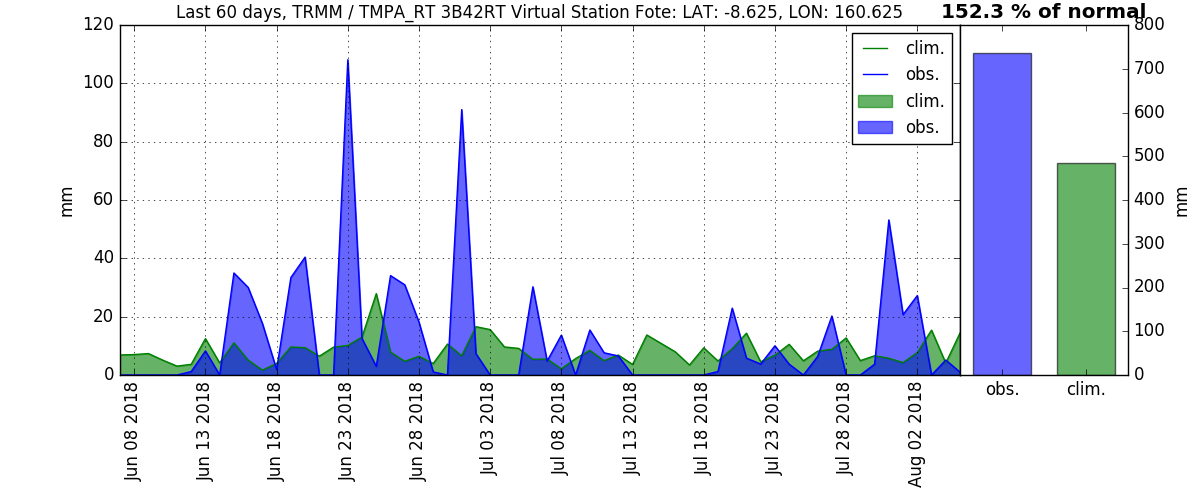 Last 60 days, TRMM / TMPA_RT 3B42RT Virtual Station Fote: LAT: -8.625, LON: 160.625
152.3 % of normal
120
100
80
60
40
20
0
mm
clim.
obs.
clim.
obs.
800
700
600
500
400
300
200
100
0
mm
Jun 08 2018
Jun 13 2018
Jun 18 2018
Jun 23 2018
Jun 28 2018
Jul 03 2018
Jul 08 2018
Jul 13 2018
Jul 18 2018
Jul 23 2018
Jul 28 2018
Aug 02 2018
obs.
clim.